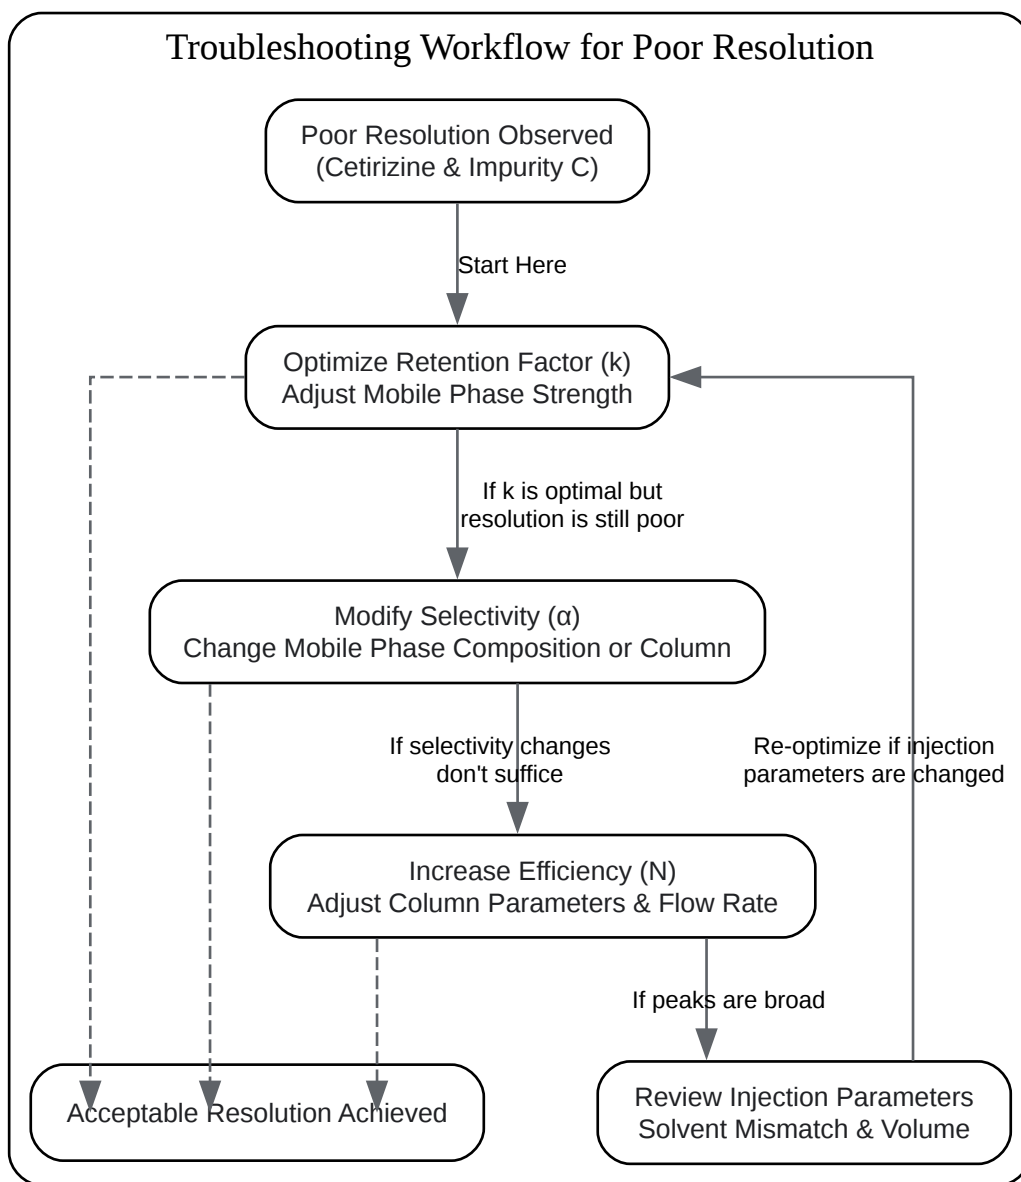 Troubleshooting Workflow for Poor Resolution
Poor Resolution Observed
(Cetirizine & Impurity C)
Start Here
Optimize Retention Factor (k)
Adjust Mobile Phase Strength
If k is optimal but
resolution is still poor
Modify Selectivity (α)
Change Mobile Phase Composition or Column
If selectivity changes
don't suffice
Re-optimize if injection
parameters are changed
Increase Efficiency (N)
Adjust Column Parameters & Flow Rate
If peaks are broad
Acceptable Resolution Achieved
Review Injection Parameters
Solvent Mismatch & Volume